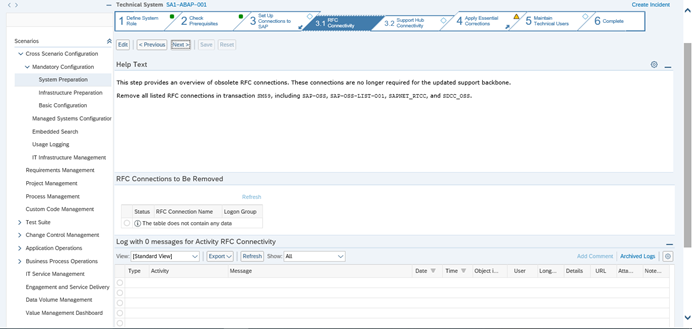 Technical System SA1-ABAP-001
Create Incident
1 Define System Role
2 Check Prerequisites
3 Set Up Connections to SAP
3.1 RFC Connectivity
3.2 Support Hub Connectivity
4 Apply Essential Corrections
5 Maintain Technical Users
6 Complete
Scenarios
Cross Scenario Configuration
Mandatory Configuration
System Preparation
Infrastructure Preparation
Basic Configuration
Managed Systems Configuration
Embedded Search
Usage Logging
IT Infrastructure Management
Requirements Management
Project Management
Process Management
Custom Code Management
Test Suite
Change Control Management
Application Operations
Business Process Operations
IT Service Management
Engagement and Service Delivery
Data Volume Management
Value Management Dashboard
Edit < Previous Next > Save Reset
Help Text
This step provides an overview of obsolete RFC connections. These connections are no longer required for the updated support backbone.
Remove all listed RFC connections in transaction SM59, including SAP-OSS, SAP-OSS-LIST-001, SAPNET_RTCC, and SDCC_OSS.
RFC Connections to Be Removed
Refresh
Status RFC Connection Name Logon Group
The table does not contain any data
Log with 0 messages for Activity RFC Connectivity
View: [Standard View] Export Refresh Show: All Add Comment Archived Logs
Type Activity Message Date Time Object i... User Long... Details URL Atta... Note...